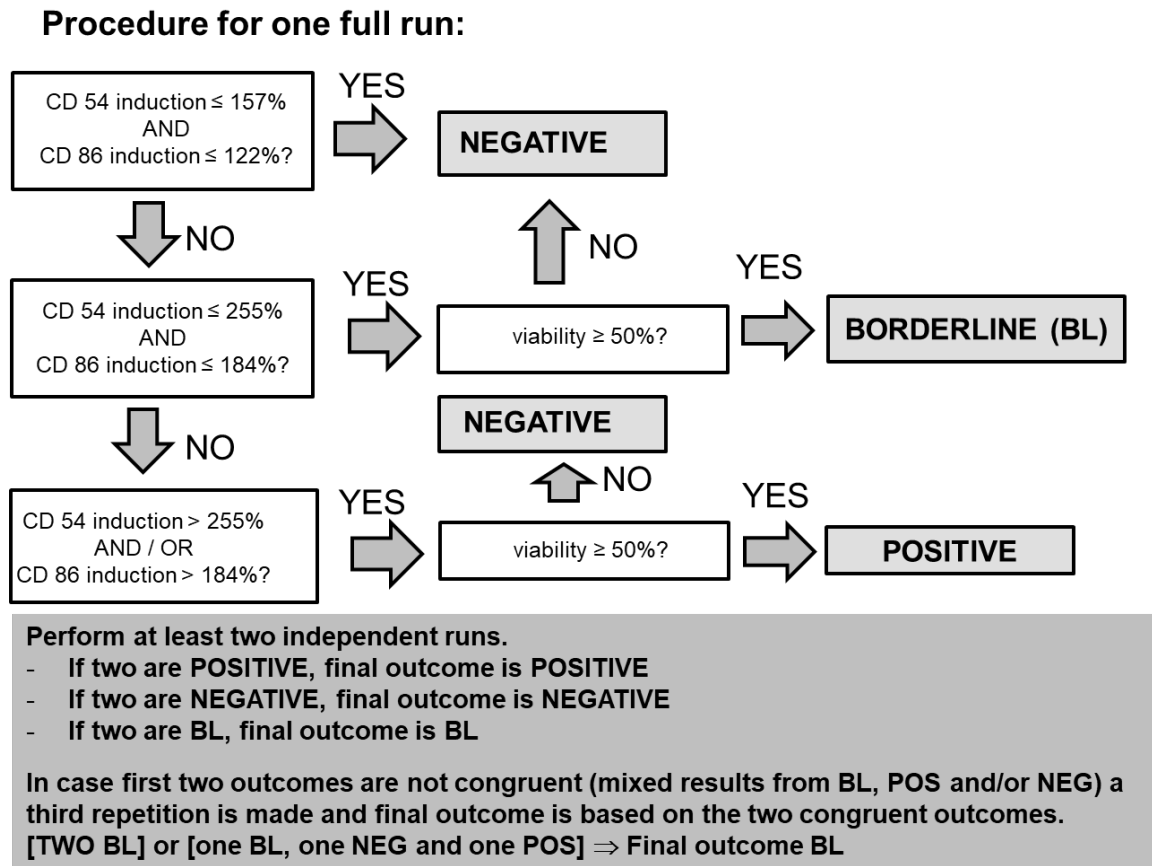 Procedure for one full run:
CD 54 induction ≤ 157%
AND
CD 86 induction ≤ 122%?
YES
NEGATIVE
NO
NO
CD 54 induction ≤ 255%
AND
CD 86 induction ≤ 184%?
YES
viability ≥ 50%?
YES
BORDERLINE (BL)
NEGATIVE
NO
NO
CD 54 induction > 255%
AND / OR
CD 86 induction > 184%?
YES
viability ≥ 50%?
YES
POSITIVE
Perform at least two independent runs.
- If two are POSITIVE, final outcome is POSITIVE
- If two are NEGATIVE, final outcome is NEGATIVE
- If two are BL, final outcome is BL
In case first two outcomes are not congruent (mixed results from BL, POS and/or NEG) a
third repetition is made and final outcome is based on the two congruent outcomes.
[TWO BL] or [one BL, one NEG and one POS] ⇒ Final outcome BL